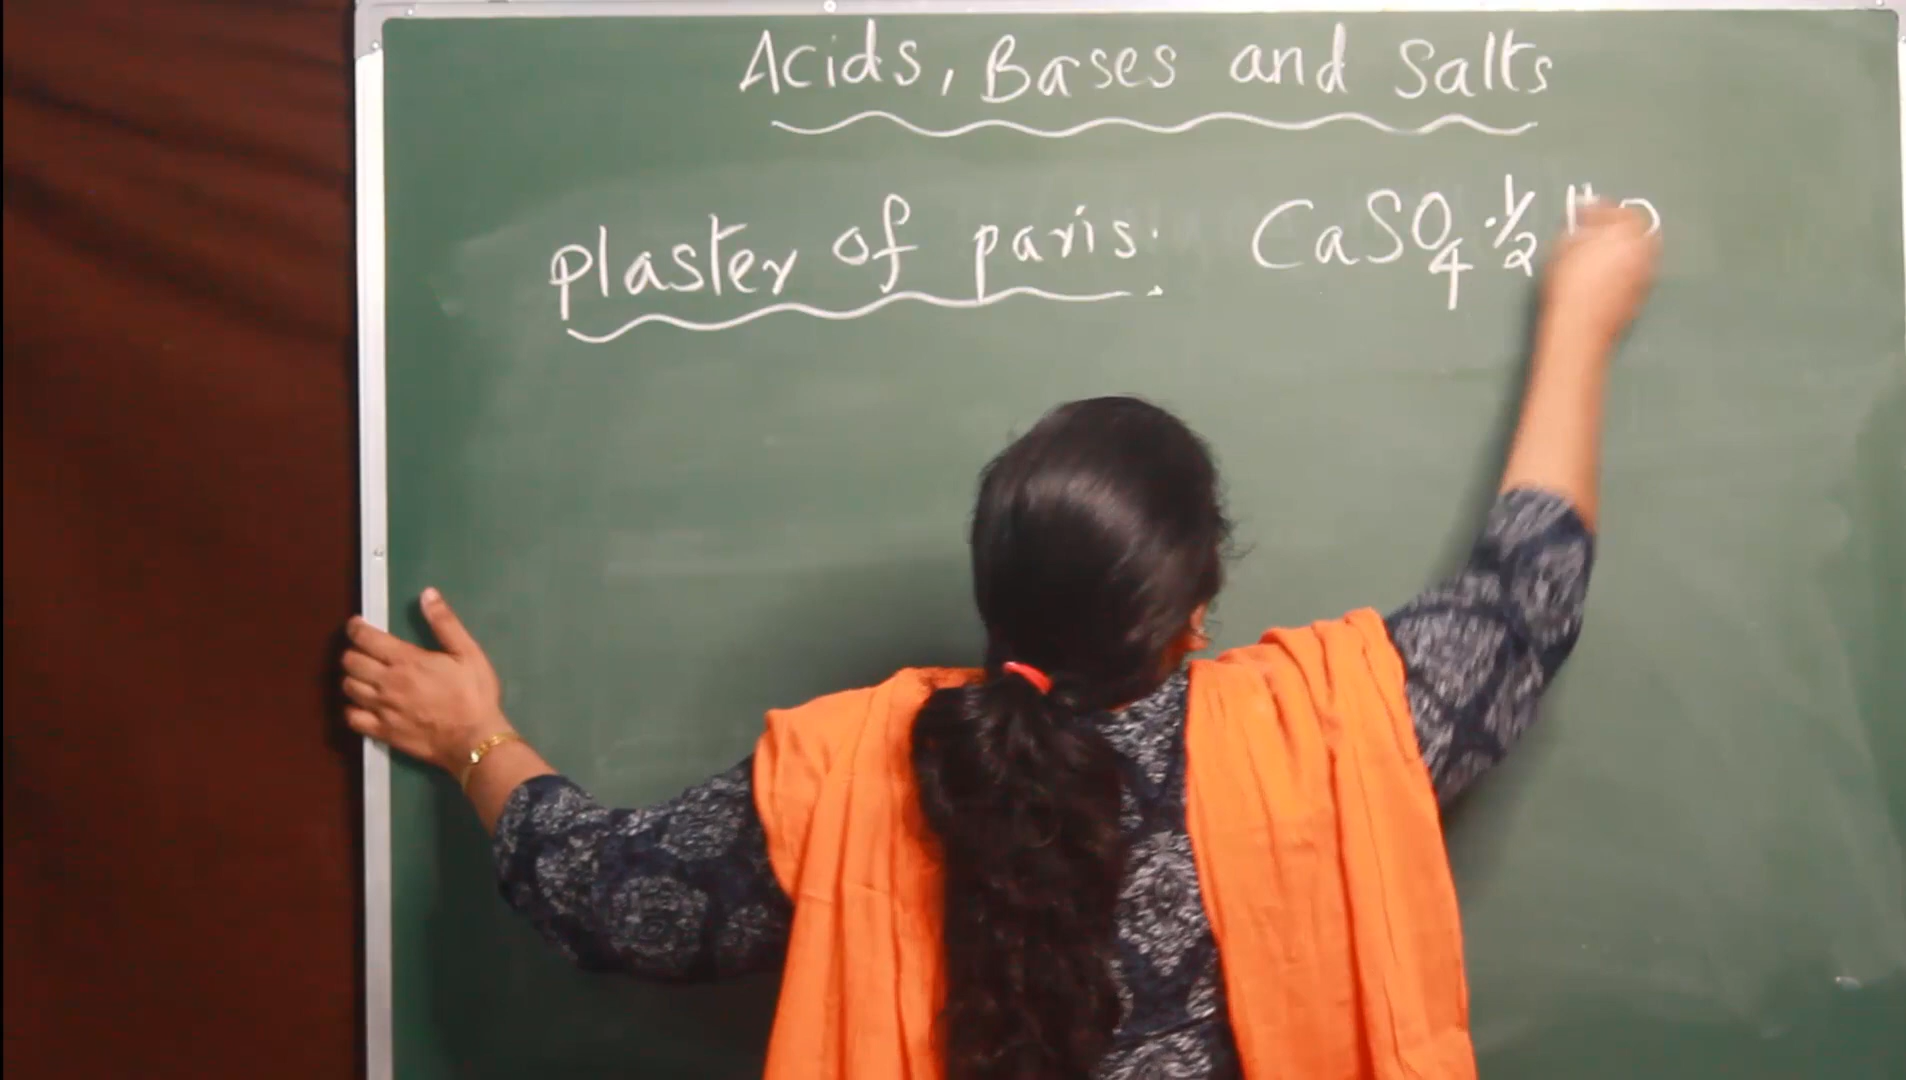 Acids, Bases and Salts
plaster of paris. CaSO4.1/2 H O